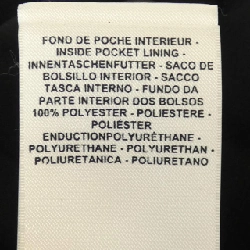 FOND DE POCHE INTERIEUR -
INSIDE POCKET LINING -
INNENTASCHENFUTTER - SACO DE
BOLSILLO INTERIOR - SACCO
TASCA INTERNO - FUNDO DA
PARTE INTERIOR DOS BOLSOS
100% POLYESTER - POLIESTERE -
POLIÉSTER
ENDUCTIONPOLYURÉTHANE -
POLYURETHANE - POLYURETHAN -
POLIURETANICA - POLIURETANO